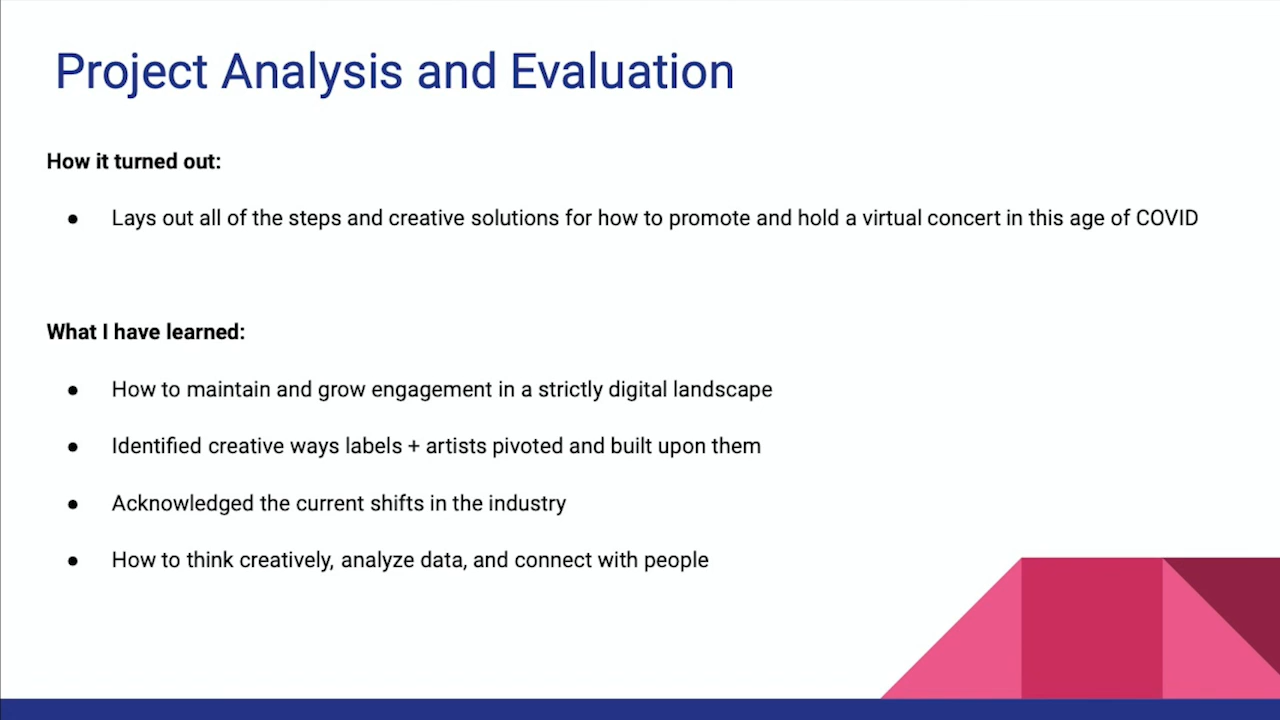 Project Analysis and Evaluation
How it turned out:
● Lays out all of the steps and creative solutions for how to promote and hold a virtual concert in this age of COVID
What I have learned:
● How to maintain and grow engagement in a strictly digital landscape
● Identified creative ways labels + artists pivoted and built upon them
● Acknowledged the current shifts in the industry
● How to think creatively, analyze data, and connect with people